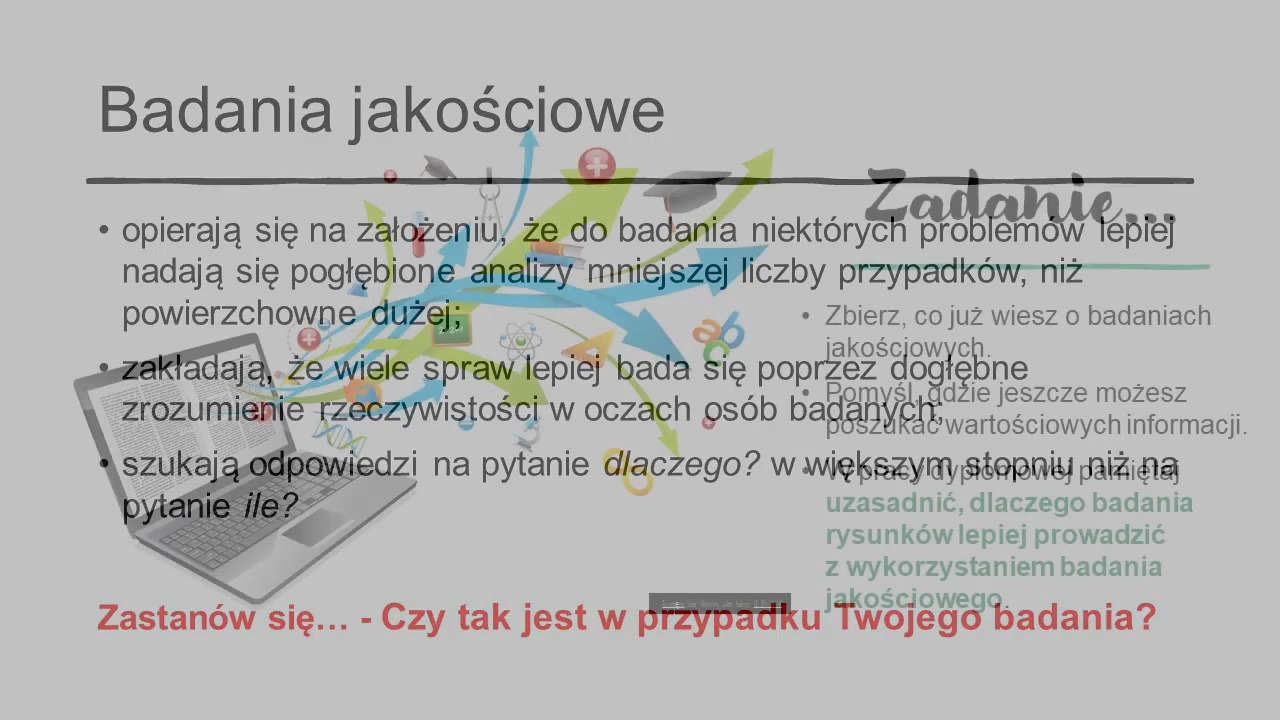 Badania jakościowe
• opierają się na założeniu, że do badania niektórych problemów lepiej
nadają się pogłębione analizy mniejszej liczby przypadków, niż
powierzchowne dużej;
• zakładają, że wiele spraw lepiej bada się poprzez dogłębne
zrozumienie rzeczywistości w oczach osób badanych;
• szukają odpowiedzi na pytanie dlaczego? w większym stopniu niż na
pytanie ile?
Zastanów się... - Czy tak jest w przypadku Twojego badania?
Zadanie...
• Zbierz, co już wiesz o badaniach
jakościowych.
• Pomyśl, gdzie jeszcze możesz
poszukać wartościowych informacji.
• W pracy dyplomowej pamiętaj
uzasadnić, dlaczego badania
rysunków lepiej prowadzić
z wykorzystaniem badania
jakościowego.